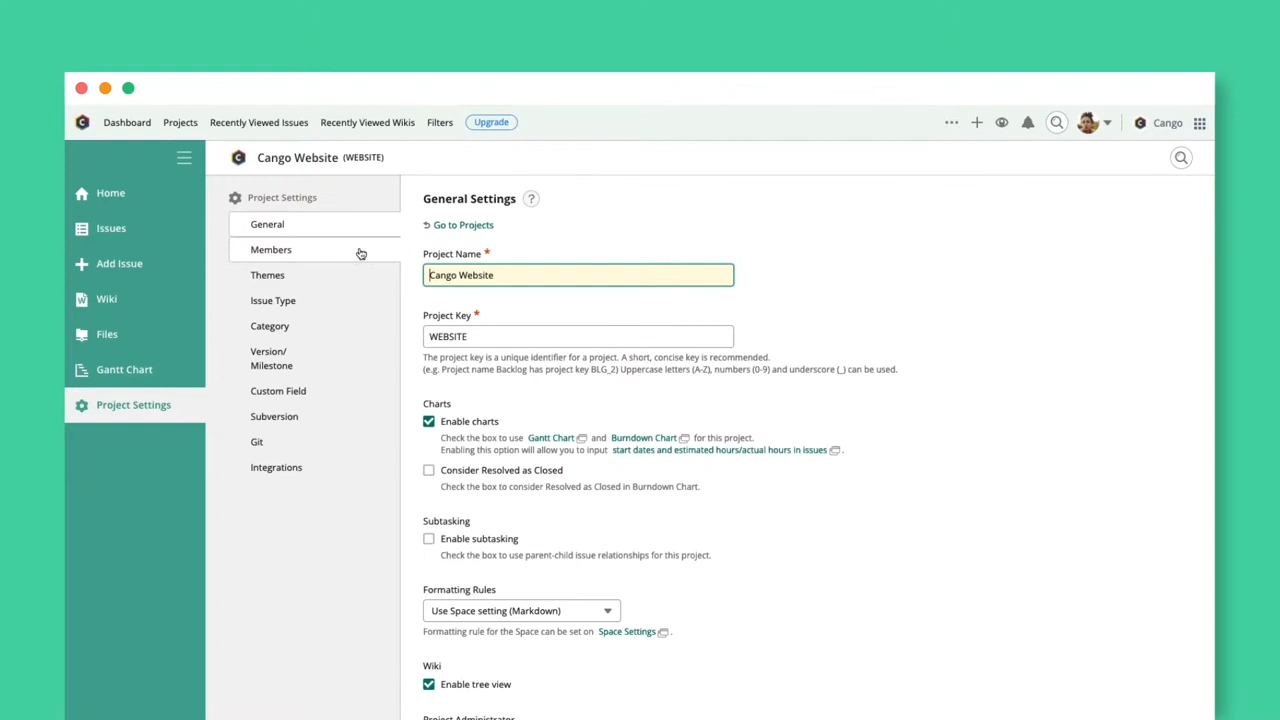 Dashboard Projects Recently Viewed Issues Recently Viewed Wikis Filters Upgrade ... Cango
Cango Website (WEBSITE)
Home
Issues
Add Issue
Wiki
Files
Gantt Chart
Project Settings
Project Settings
General
Members
Themes
Issue Type
Category
Version/
Milestone
Custom Field
Subversion
Git
Integrations
General Settings ?
Go to Projects
Project Name *
Cango Website
Project Key *
WEBSITE
The project key is a unique identifier for a project. A short, concise key is recommended.
(e.g. Project name Backlog has project key BLG_2) Uppercase letters (A-Z), numbers (0-9) and underscore (_) can be used.
Charts
Enable charts
Check the box to use Gantt Chart and Burndown Chart for this project.
Enabling this option will allow you to input start dates and estimated hours/actual hours in issues .
Consider Resolved as Closed
Check the box to consider Resolved as Closed in Burndown Chart.
Subtasking
Enable subtasking
Check the box to use parent-child issue relationships for this project.
Formatting Rules
Use Space setting (Markdown)
Formatting rule for the Space can be set on Space Settings .
Wiki
Enable tree view
Project Administrator